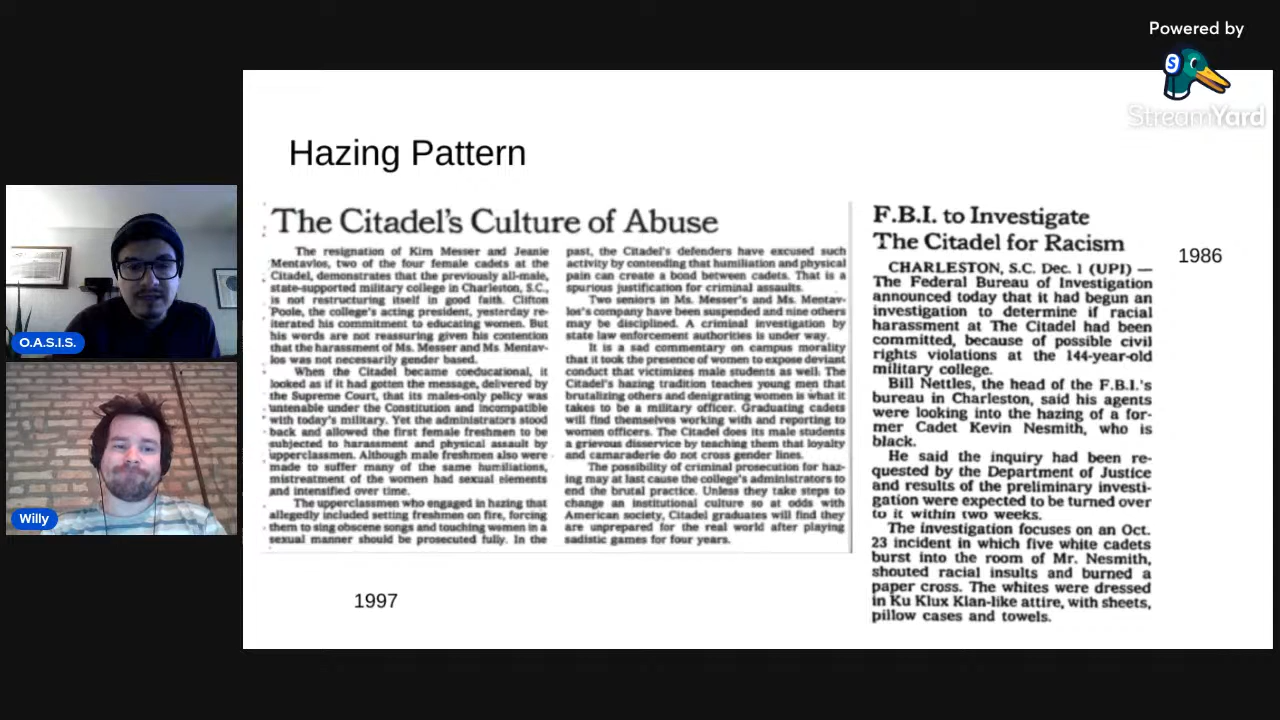 Powered by
S
StreamYard
Hazing Pattern
The Citadel's Culture of Abuse
The resignation of Kim Messer and Jeanie
Mentavlos, two of the four female cadets at the
Citadel, demonstrates that the previously all-male,
state-supported military college in Charleston, S.C.,
is not restructuring itself in good faith. Clifton
Poole, the college's acting president, yesterday re-
iterated his commitment to educating women. But
his words are not reassuring given his contention
that the harassment of Ms. Messer and Ms. Mentav-
los was not necessarily gender based.
When the Citadel became coeducational, it
looked as if it had gotten the message, delivered by
the Supreme Court, that its males-only policy was
untenable under the Constitution and incompatible
with today's military. Yet the administrators stood
back and allowed the first female freshmen to be
subjected to harassment and physical assault by
upperclassmen. Although male freshmen also were
made to suffer many of the same humiliations,
mistreatment of the women had sexual elements
and intensified over time.
The upperclassmen who engaged in hazing that
allegedly included setting freshmen on fire, forcing
them to sing obscene songs and touching women in a
sexual manner should be prosecuted fully. In the
past, the Citadel's defenders have excused such
activity by contending that humiliation and physical
pain can create a bond between cadets. That is a
spurious justification for criminal assaults.
Two seniors in Ms. Messer's and Ms. Mentav-
los's company have been suspended and nine others
may be disciplined. A criminal investigation by
state law enforcement authorities is under way.
It is a sad commentary on campus morality
that it took the presence of women to expose deviant
conduct that victimizes male students as well. The
Citadel's hazing tradition teaches young men that
brutalizing others and denigrating women is what it
takes to be a military officer. Graduating cadets
will find themselves working with and reporting to
women officers. The Citadel does its male students
a grievous disservice by teaching them that loyalty
and camaraderie do not cross gender lines.
The possibility of criminal prosecution for haz-
ing may at last cause the college's administrators to
end the brutal practice. Unless they take steps to
change an institutional culture so at odds with
American society, Citadel graduates will find they
are unprepared for the real world after playing
sadistic games for four years.
1997
F.B.I. to Investigate
The Citadel for Racism
1986
CHARLESTON, S.C. Dec. 1 (UPI) —
The Federal Bureau of Investigation
announced today that it had begun an
investigation to determine if racial
harassment at The Citadel had been
committed, because of possible civil
rights violations at the 144-year-old
military college.
Bill Nettles, the head of the F.B.I.'s
bureau in Charleston, said his agents
were looking into the hazing of a for-
mer Cadet Kevin Nesmith, who is
black.
He said the inquiry had been re-
quested by the Department of Justice
and results of the preliminary investi-
gation were expected to be turned over
to it within two weeks.
The investigation focuses on an Oct.
23 incident in which five white cadets
burst into the room of Mr. Nesmith,
shouted racial insults and burned a
paper cross. The whites were dressed
in Ku Klux Klan-like attire, with sheets,
pillow cases and towels.
O.A.S.I.S.
Willy